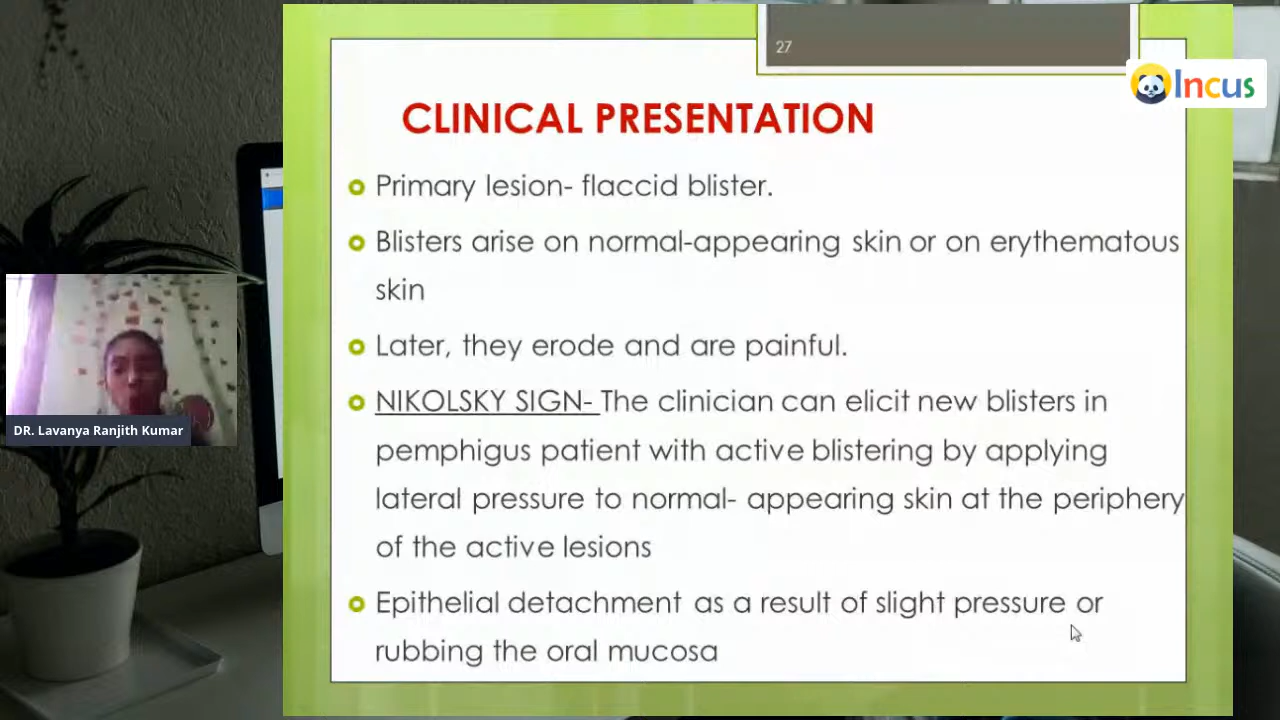 27
Incus
CLINICAL PRESENTATION
Primary lesion- flaccid blister.
Blisters arise on normal-appearing skin or on erythematous
skin
Later, they erode and are painful.
NIKOLSKY SIGN- The clinician can elicit new blisters in
pemphigus patient with active blistering by applying
lateral pressure to normal- appearing skin at the periphery
of the active lesions
Epithelial detachment as a result of slight pressure or
rubbing the oral mucosa
DR. Lavanya Ranjith Kumar